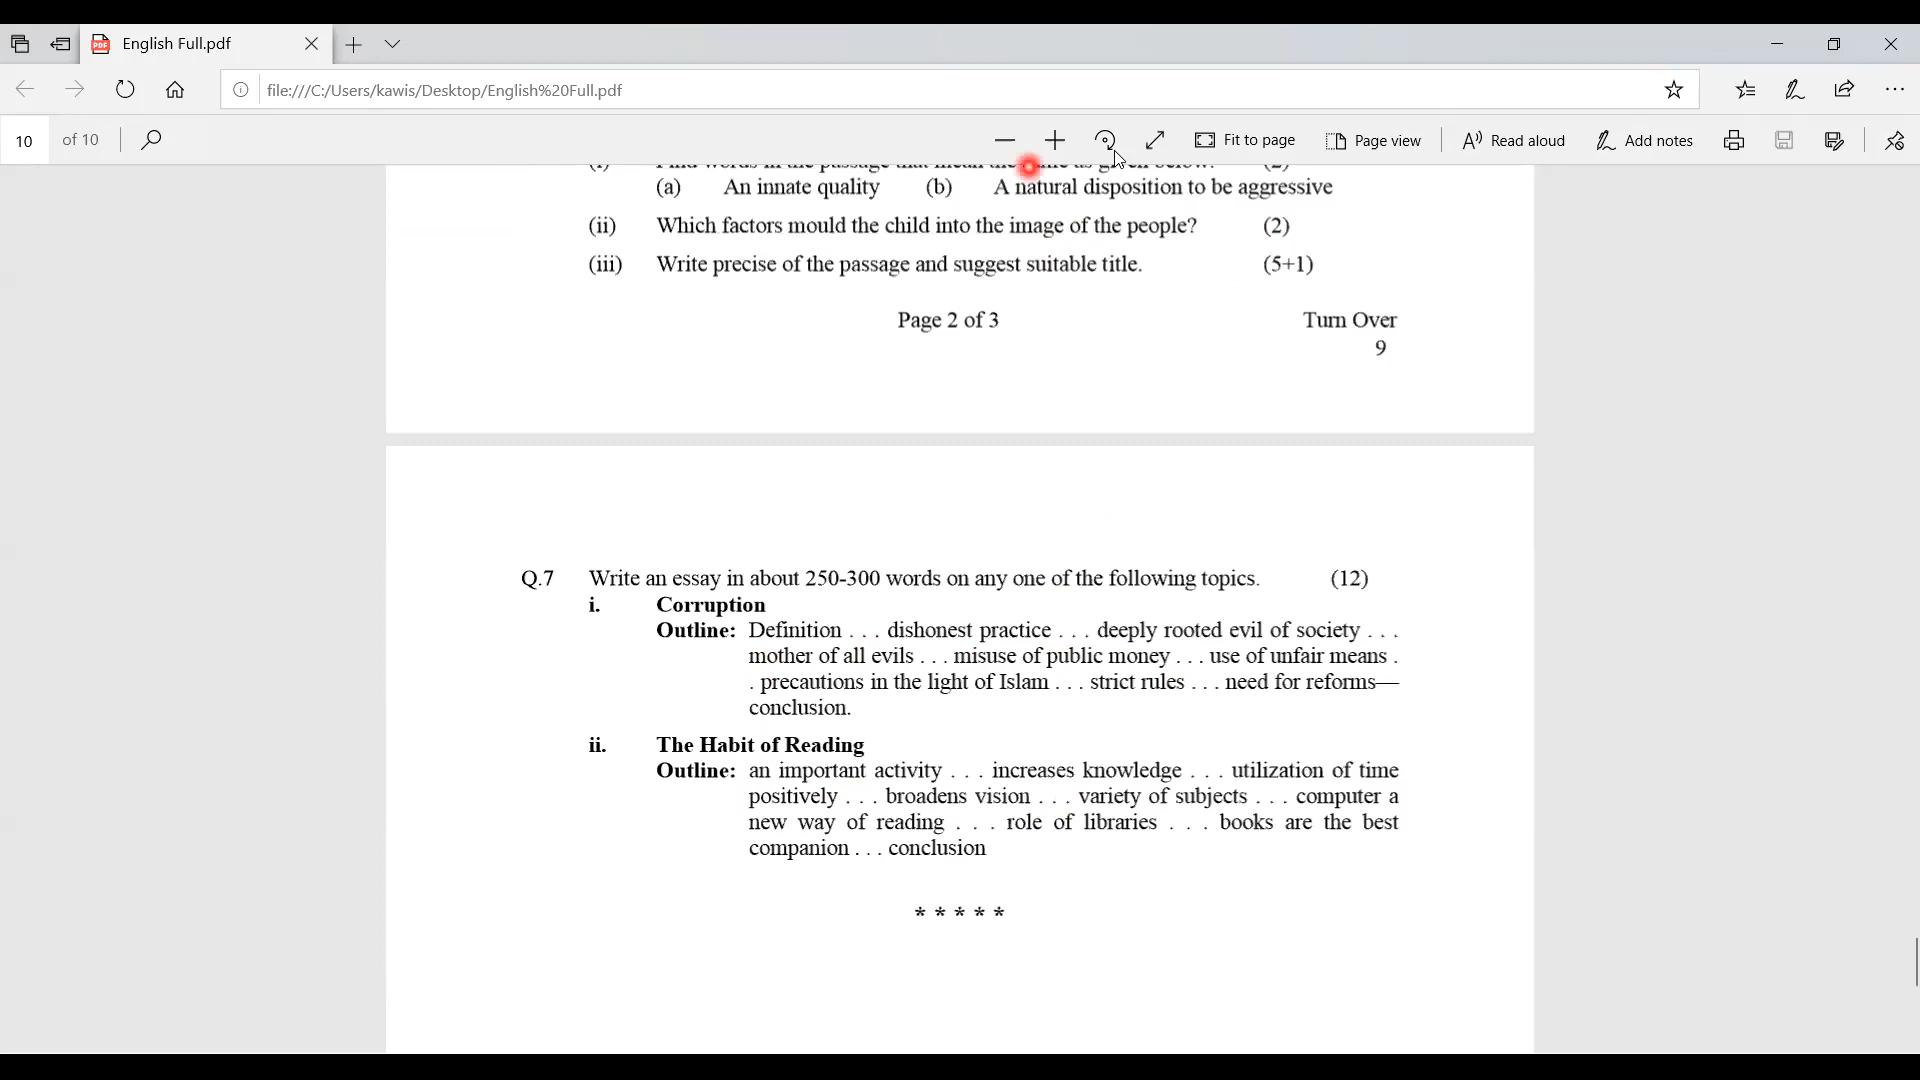 English Full.pdf
file:///C:/Users/kawis/Desktop/English%20Full.pdf
10 of 10 Fit to page Page view Read aloud Add notes
(a) An innate quality (b) A natural disposition to be aggressive
(ii) Which factors mould the child into the image of the people? (2)
(iii) Write precise of the passage and suggest suitable title. (5+1)
Page 2 of 3 Turn Over
9
Q.7 Write an essay in about 250-300 words on any one of the following topics. (12)
i. Corruption
Outline: Definition . . . dishonest practice . . . deeply rooted evil of society . . .
mother of all evils . . . misuse of public money . . . use of unfair means .
. precautions in the light of Islam . . . strict rules . . . need for reforms—
conclusion.
ii. The Habit of Reading
Outline: an important activity . . . increases knowledge . . . utilization of time
positively . . . broadens vision . . . variety of subjects . . . computer a
new way of reading . . . role of libraries . . . books are the best
companion . . . conclusion
* * * * *